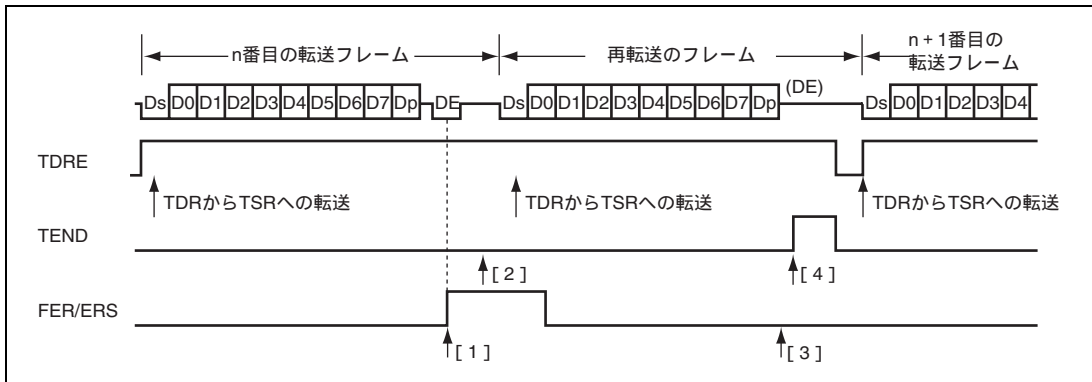 n番目の転送フレーム 再転送のフレーム n + 1番目の
転送フレーム
Ds D0 D1 D2 D3 D4 D5 D6 D7 Dp DE Ds D0 D1 D2 D3 D4 D5 D6 D7 Dp (DE) Ds D0 D1 D2 D3 D4
TDRE
TDRからTSRへの転送 TDRからTSRへの転送 TDRからTSRへの転送
TEND
[ 2 ] [ 4 ]
FER/ERS
[ 1 ] [ 3 ]